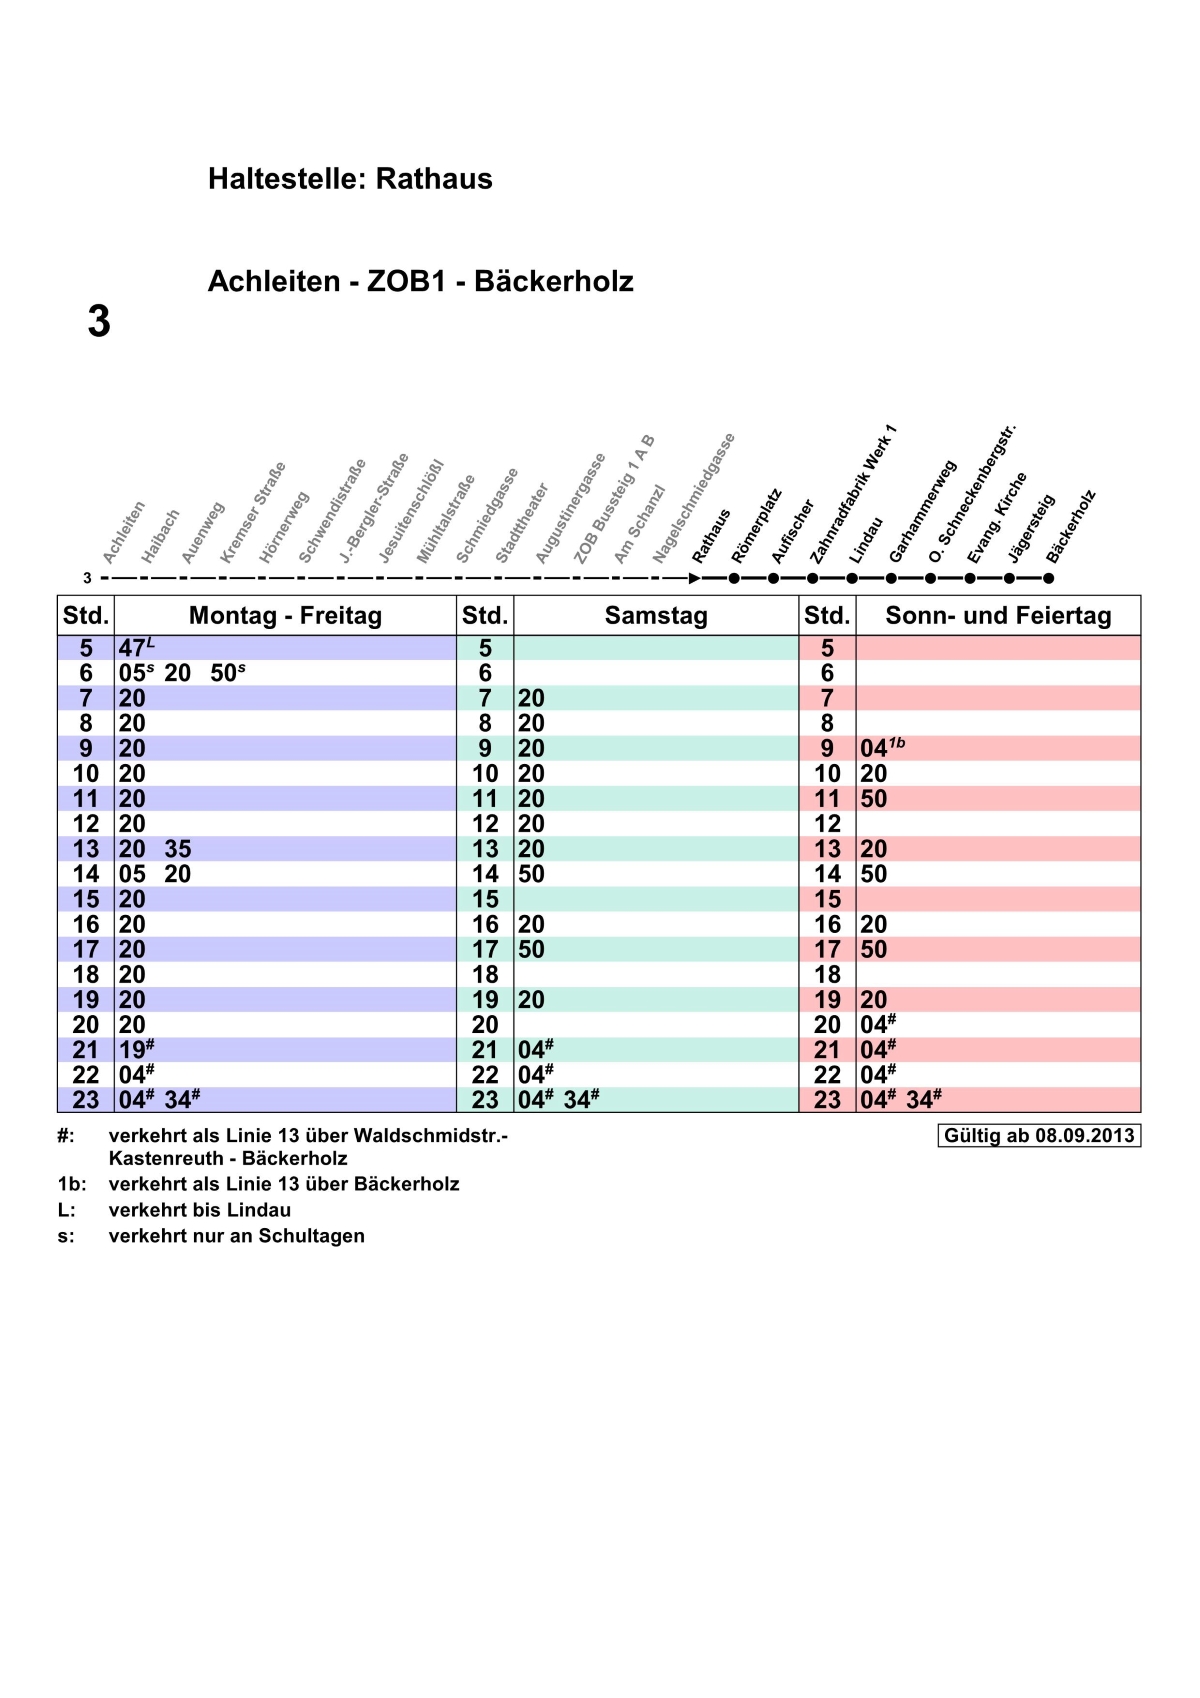 Haltestelle: Rathaus
Achleiten - ZOB1 - Bäckerholz
3
Achleiten
Haibach
Auenweg
Kremser Straße
Hörnerweg
Schwendistraße
J.-Bergler-Straße
Jesuitenschlößl
Mühltalstraße
Schmiedgasse
Stadttheater
Augustinergasse
ZOB Bussteig 1 A B
Am Schanzl
Nagelschmiedgasse
Rathaus
Römerplatz
Aufischer
Zahnradfabrik Werk 1
Lindau
Garhammerweg
O. Schneckenbergstr.
Evang. Kirche
Jägersteig
Bäckerholz
3
Std. Montag - Freitag Std. Samstag Std. Sonn- und Feiertag
5 47L 5 5
6 05s 20 50s 6 6
7 20 7 20 7
8 20 8 20 8
9 20 9 20 9 041b
10 20 10 20 10 20
11 20 11 20 11 50
12 20 12 20 12
13 20 35 13 20 13 20
14 05 20 14 50 14 50
15 20 15 15
16 20 16 20 16 20
17 20 17 50 17 50
18 20 18 18
19 20 19 20 19 20
20 20 20 20 04#
21 19# 21 04# 21 04#
22 04# 22 04# 22 04#
23 04# 34# 23 04# 34# 23 04# 34#
#: verkehrt als Linie 13 über Waldschmidstr.-
Kastenreuth - Bäckerholz
Gültig ab 08.09.2013
1b: verkehrt als Linie 13 über Bäckerholz
L: verkehrt bis Lindau
s: verkehrt nur an Schultagen